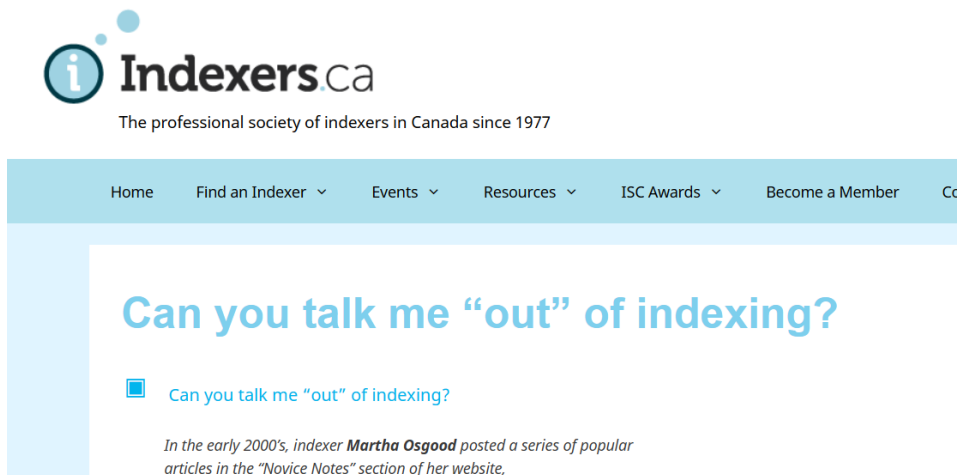 i Indexers.ca
The professional society of indexers in Canada since 1977
Home Find an Indexer Events Resources ISC Awards Become a Member
Can you talk me “out” of indexing?
Can you talk me “out” of indexing?
In the early 2000’s, indexer Martha Osgood posted a series of popular
articles in the “Novice Notes” section of her website,